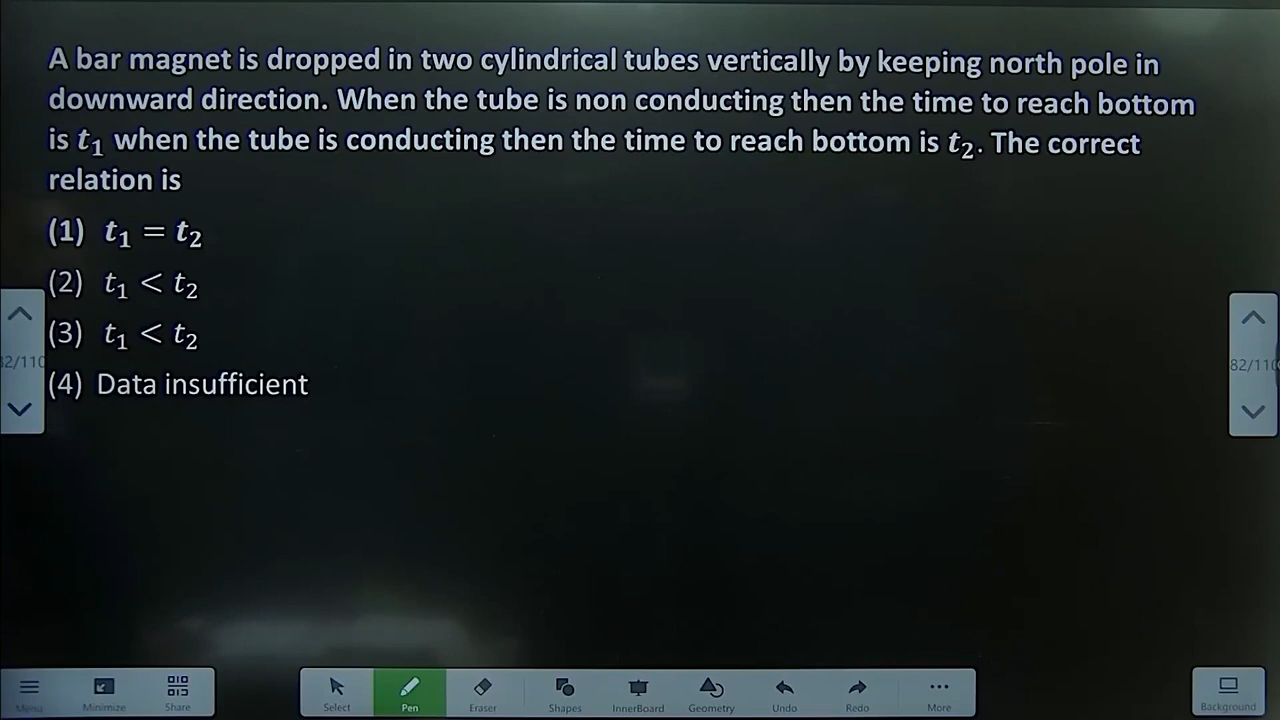 A bar magnet is dropped in two cylindrical tubes vertically by keeping north pole in
downward direction. When the tube is non conducting then the time to reach bottom
is t₁ when the tube is conducting then the time to reach bottom is t₂. The correct
relation is
(1) t₁ = t₂
(2) t₁ < t₂
(3) t₁ < t₂
(4) Data insufficient
82/110
Menu
Minimize
Share
Select
Pen
Eraser
Shapes
InnerBoard
Geometry
Undo
Redo
More
Background